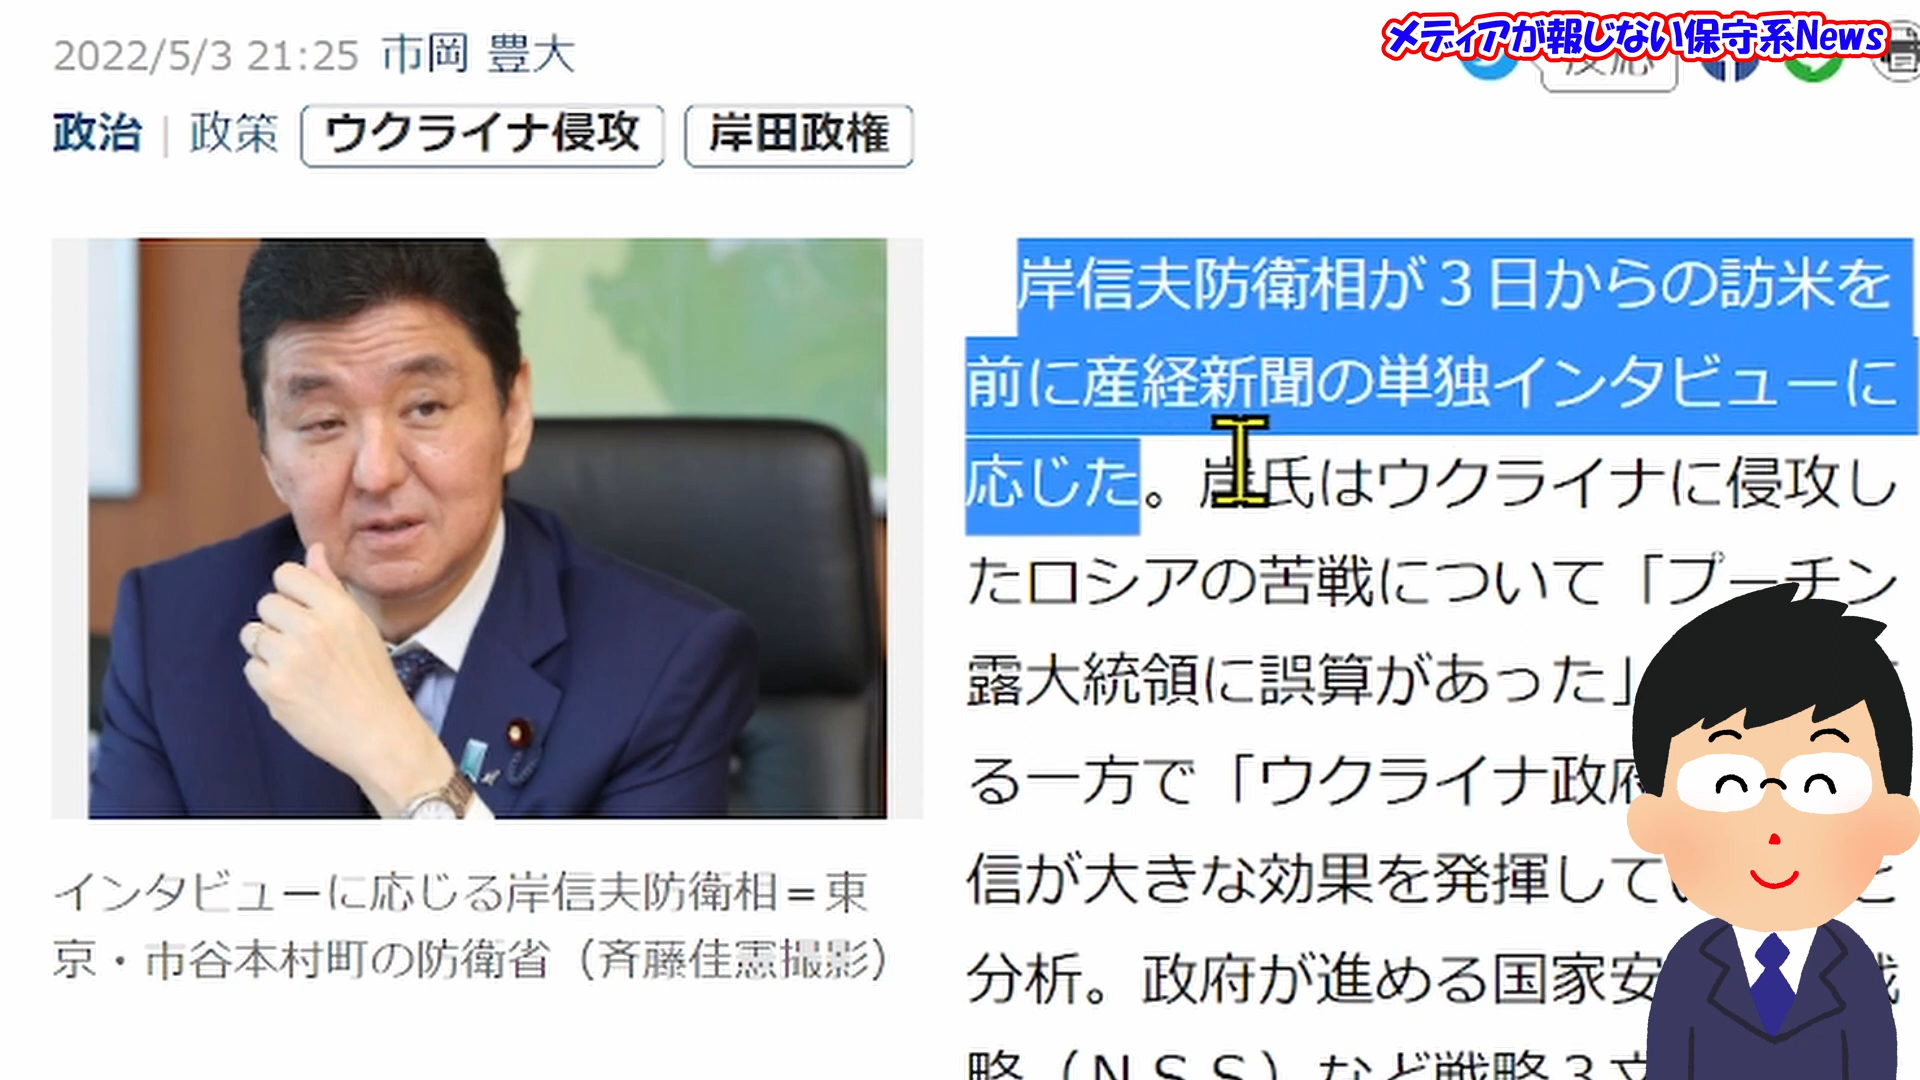 メディアが報じない保守系News
2022/5/3 21:25 市岡 豊大
政治 | 政策 ウクライナ侵攻 岸田政権
岸信夫防衛相が３日からの訪米を
前に産経新聞の単独インタビューに
応じた。岸氏はウクライナに侵攻し
たロシアの苦戦について「プーチン
露大統領に誤算があった」
る一方で「ウクライナ政府
信が大きな効果を発揮して
分析。政府が進める国家安
略（ＮＳＳ）など戦略３文
インタビューに応じる岸信夫防衛相＝東
京・市谷本村町の防衛省（斉藤佳憲撮影）